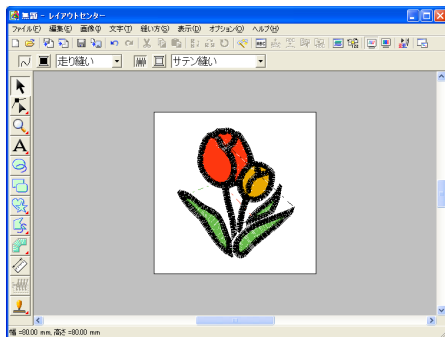 無題 - レイアウトセンター
ファイル(F) 編集(E) 画像(I) 文字(T) 縫い方(S) 表示(D) オプション(O) ヘルプ(H)
走り縫い サテン縫い
A
幅 =80.00 mm, 高さ =80.00 mm